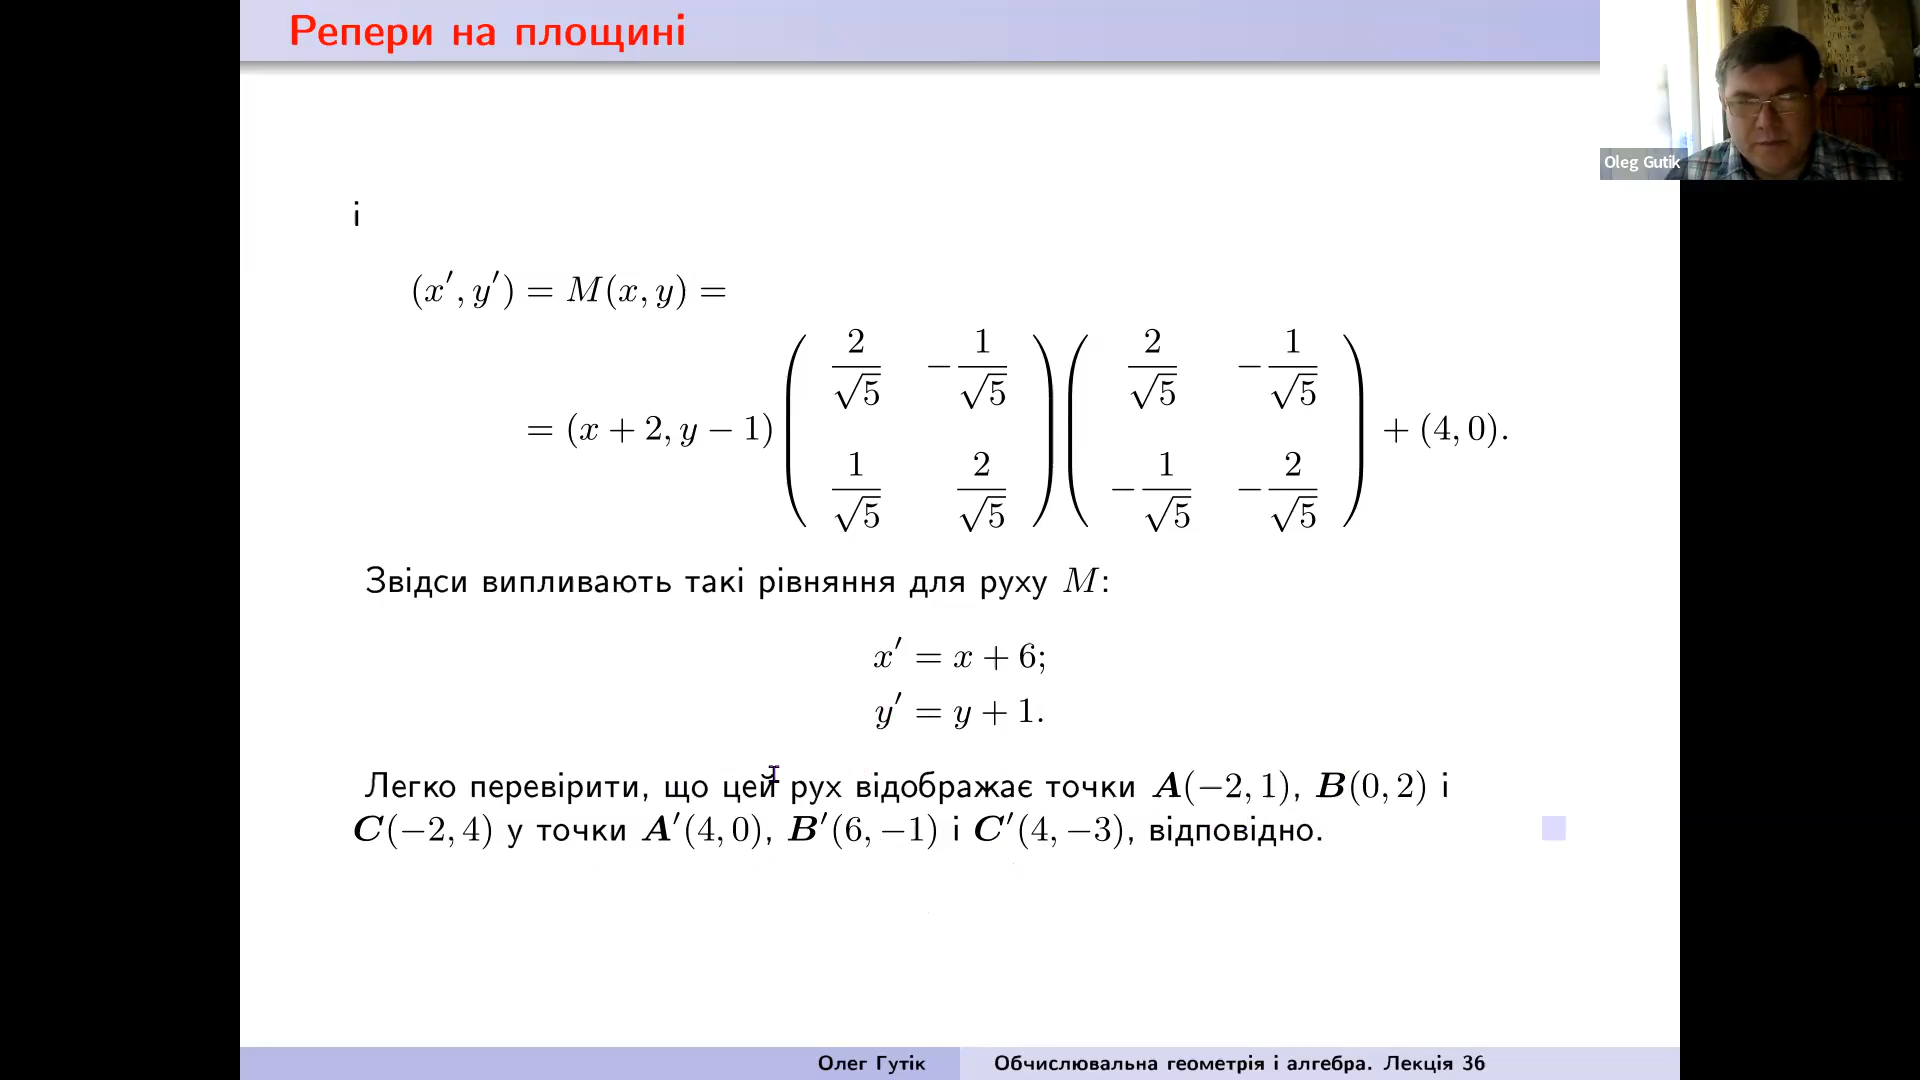 Репери на площині
Oleg Gutik
і
(x′, y′) = M(x, y) =
= (x + 2, y − 1) ( 2/√5 −1/√5 1/√5 2/√5 ) ( 2/√5 −1/√5 −1/√5 −2/√5 ) + (4, 0).
Звідси випливають такі рівняння для руху M:
x′ = x + 6;
y′ = y + 1.
Легко перевірити, що цей рух відображає точки A(−2, 1), B(0, 2) і
C(−2, 4) у точки A′(4, 0), B′(6, −1) і C′(4, −3), відповідно.
Олег Гутік
Обчислювальна геометрія і алгебра. Лекція 36